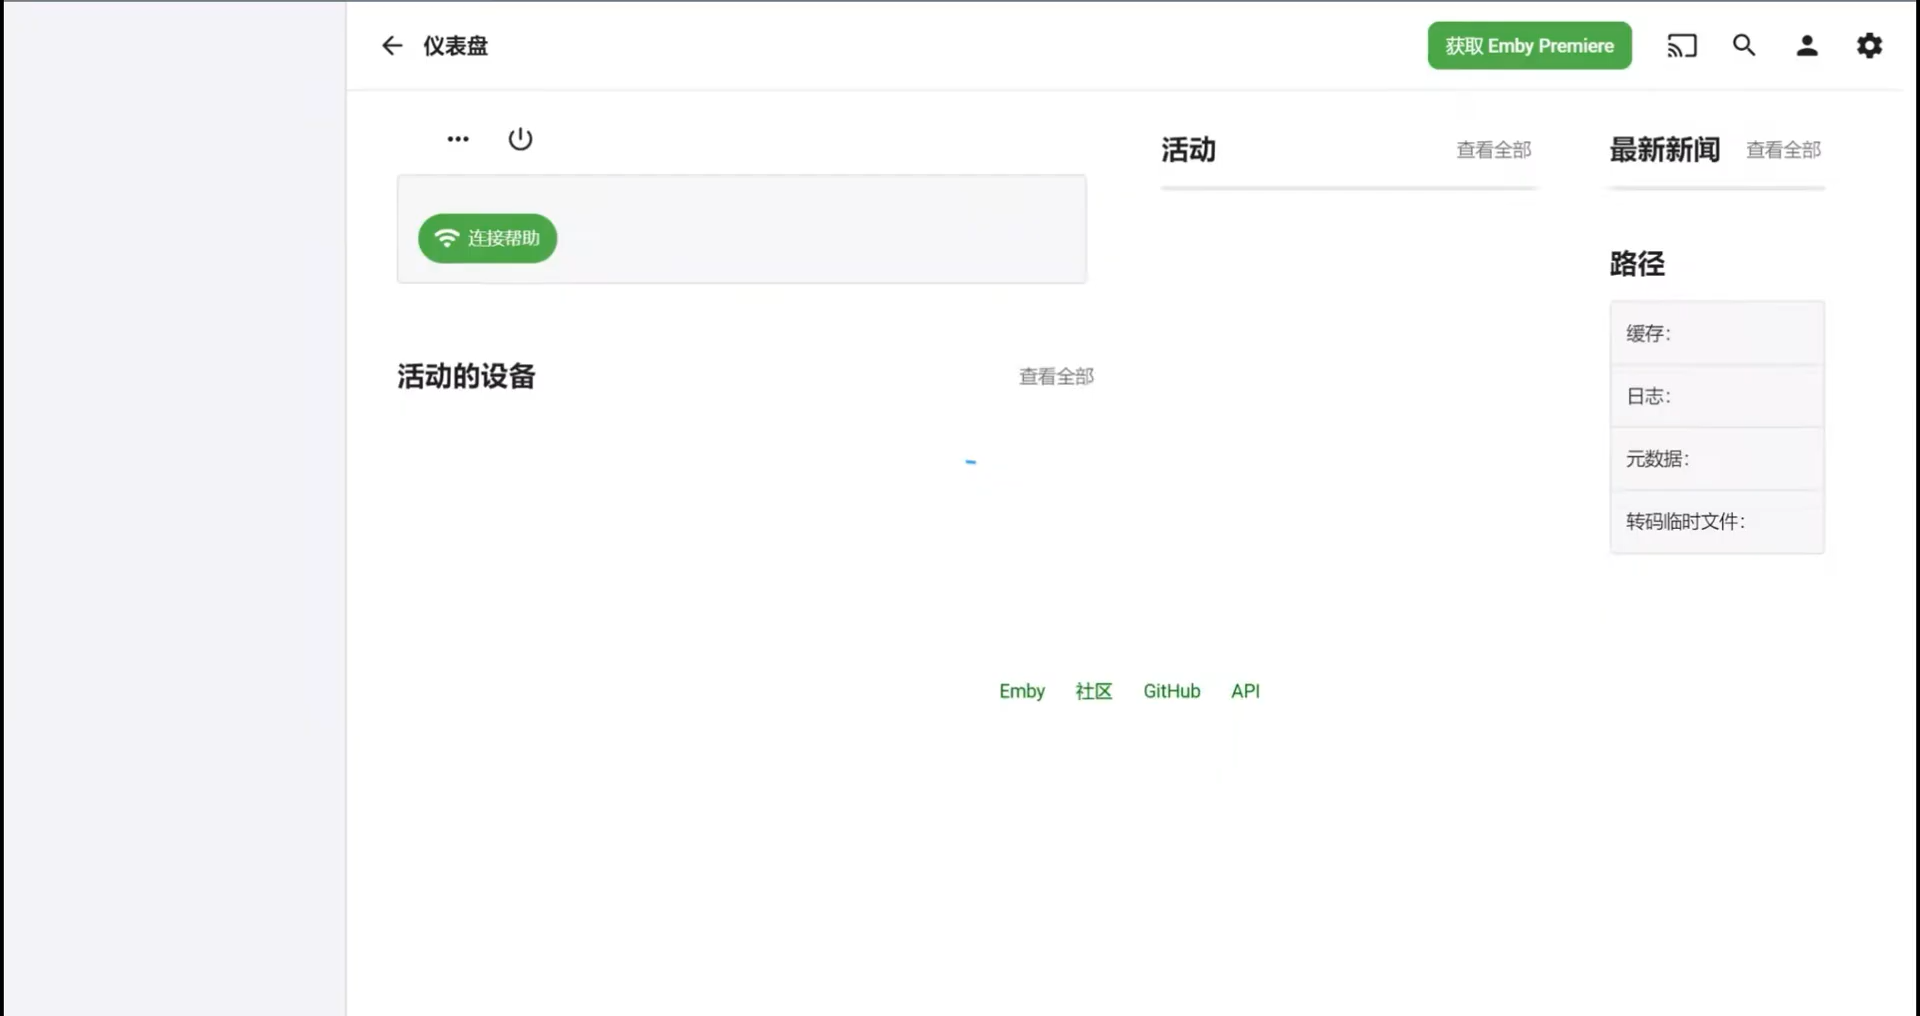 仪表盘
获取 Emby Premiere
连接帮助
活动的设备
查看全部
活动
查看全部
最新新闻
查看全部
路径
缓存:
日志:
元数据:
转码临时文件:
Emby 社区 GitHub API